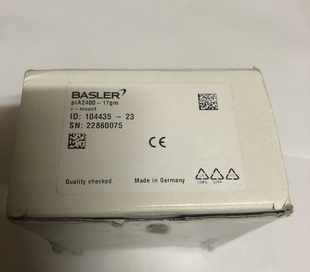 BASLER
piA2400-17gm
c-mount
ID: 104435 - 23
SN: 22860075
CE
Quality checked.
Made in Germany